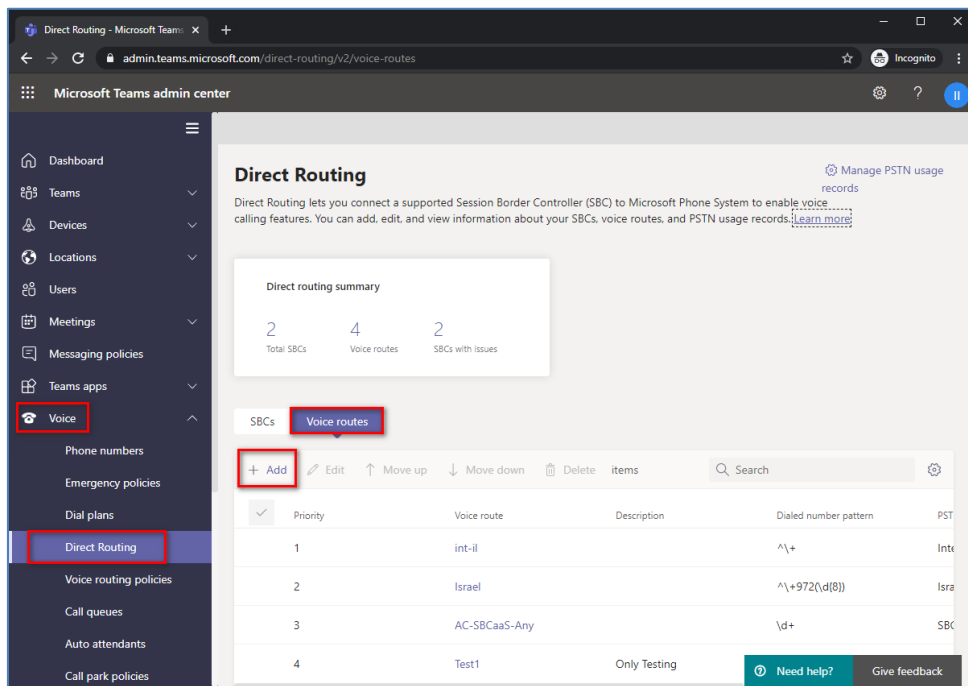 Direct Routing - Microsoft Teams
admin.teams.microsoft.com/direct-routing/v2/voice-routes
Incognito
Microsoft Teams admin center
II
Dashboard
Teams
Devices
Locations
Users
Meetings
Messaging policies
Teams apps
Voice
Phone numbers
Emergency policies
Dial plans
Direct Routing
Voice routing policies
Call queues
Auto attendants
Call park policies
Direct Routing
Manage PSTN usage
records
Direct Routing lets you connect a supported Session Border Controller (SBC) to Microsoft Phone System to enable voice
calling features. You can add, edit, and view information about your SBCs, voice routes, and PSTN usage records. Learn more
Direct routing summary
2 4 2
Total SBCs Voice routes SBCs with issues
SBCs Voice routes
+ Add Edit Move up Move down Delete items Search
Priority Voice route Description Dialed number pattern PST
1 int-il ^\+ Inte
2 Israel ^\+972(\d{8}) Isra
3 AC-SBCaaS-Any \d+ SBC
4 Test1 Only Testing
Need help? Give feedback